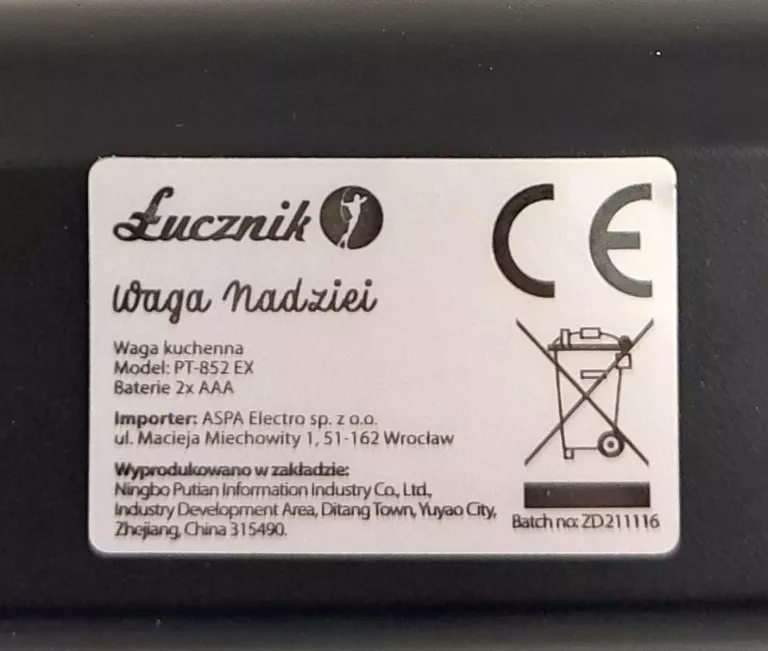 Łucznik
CE
Waga Nadziei
Waga kuchenna
Model: PT-852 EX
Baterie 2x AAA
Importer: ASPA Electro sp. z o.o.
ul. Macieja Miechowity 1, 51-162 Wrocław
Wyprodukowano w zakładzie:
Ningbo Putian Information Industry Co., Ltd.,
Industry Development Area, Ditang Town, Yuyao City,
Zhejiang, China 315490.
Batch no: ZD211116